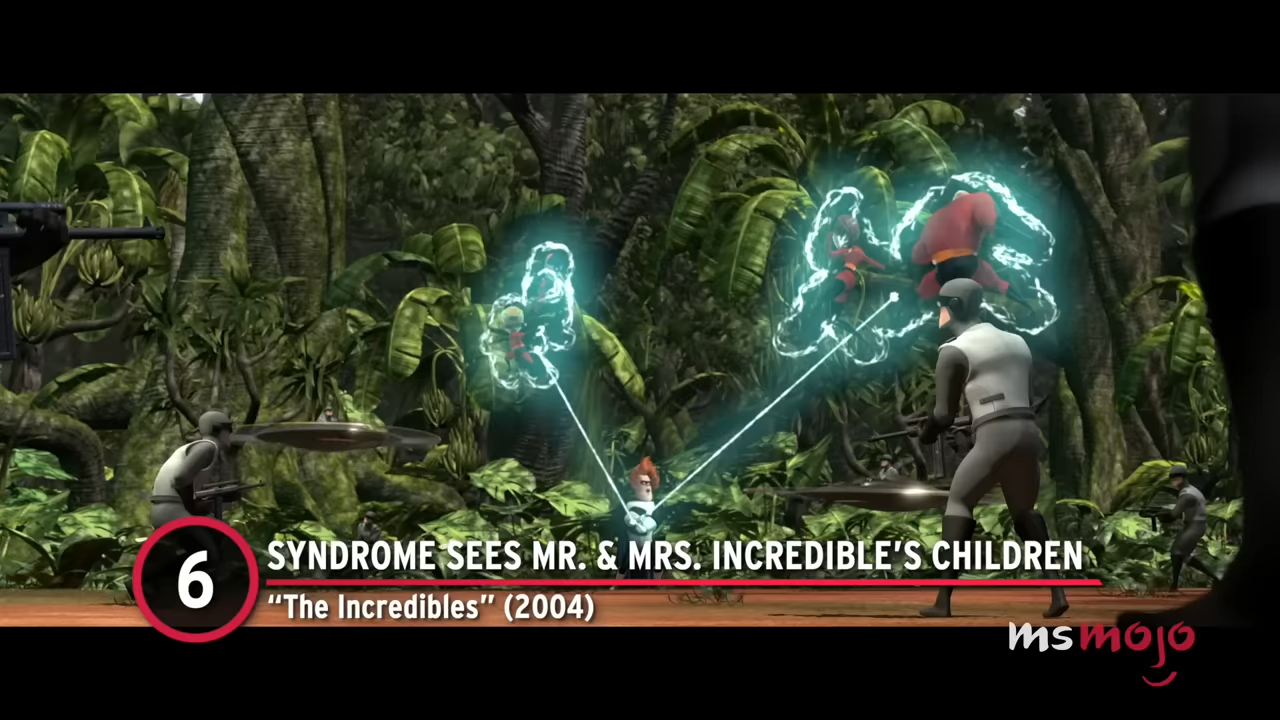 6
SYNDROME SEES MR. & MRS. INCREDIBLE'S CHILDREN
“The Incredibles” (2004)
msmojo